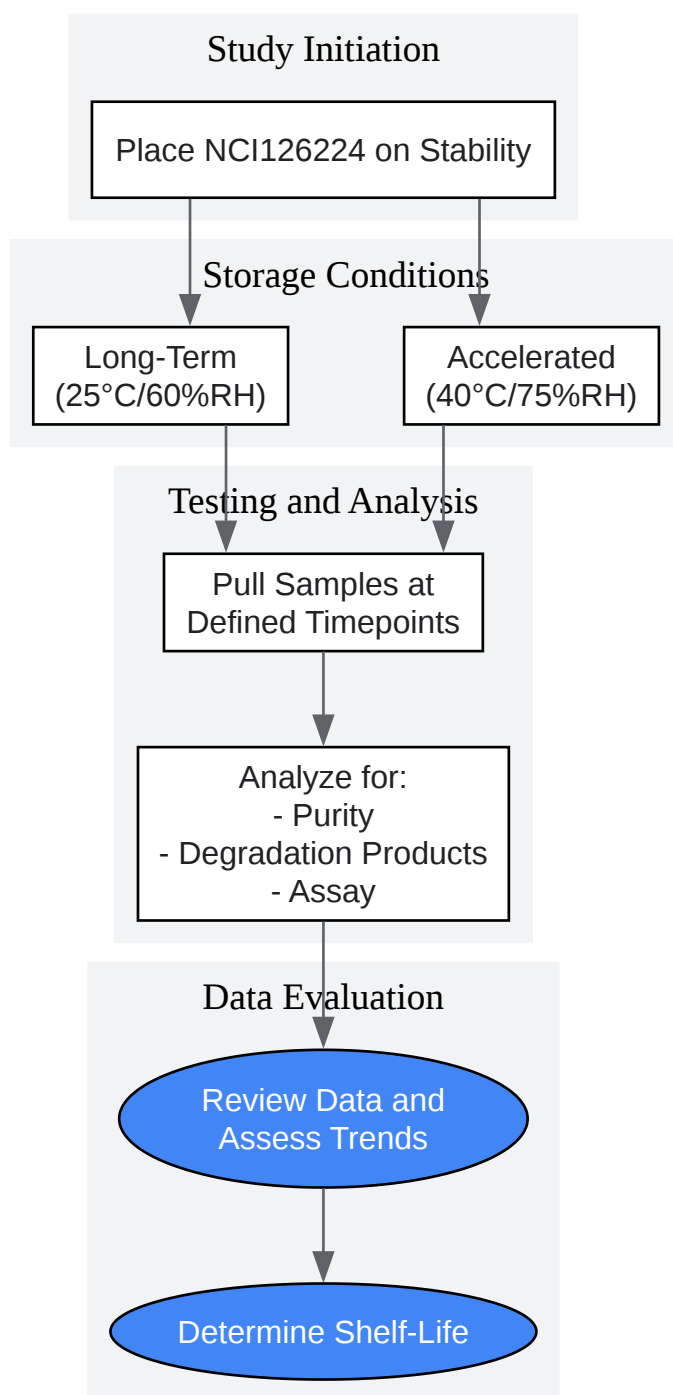 Study Initiation
Place NCI126224 on Stability
Storage Conditions
Long-Term
(25°C/60%RH)
Accelerated
(40°C/75%RH)
Testing and Analysis
Pull Samples at
Defined Timepoints
Analyze for:
- Purity
- Degradation Products
- Assay
Data Evaluation
Review Data and
Assess Trends
Determine Shelf-Life